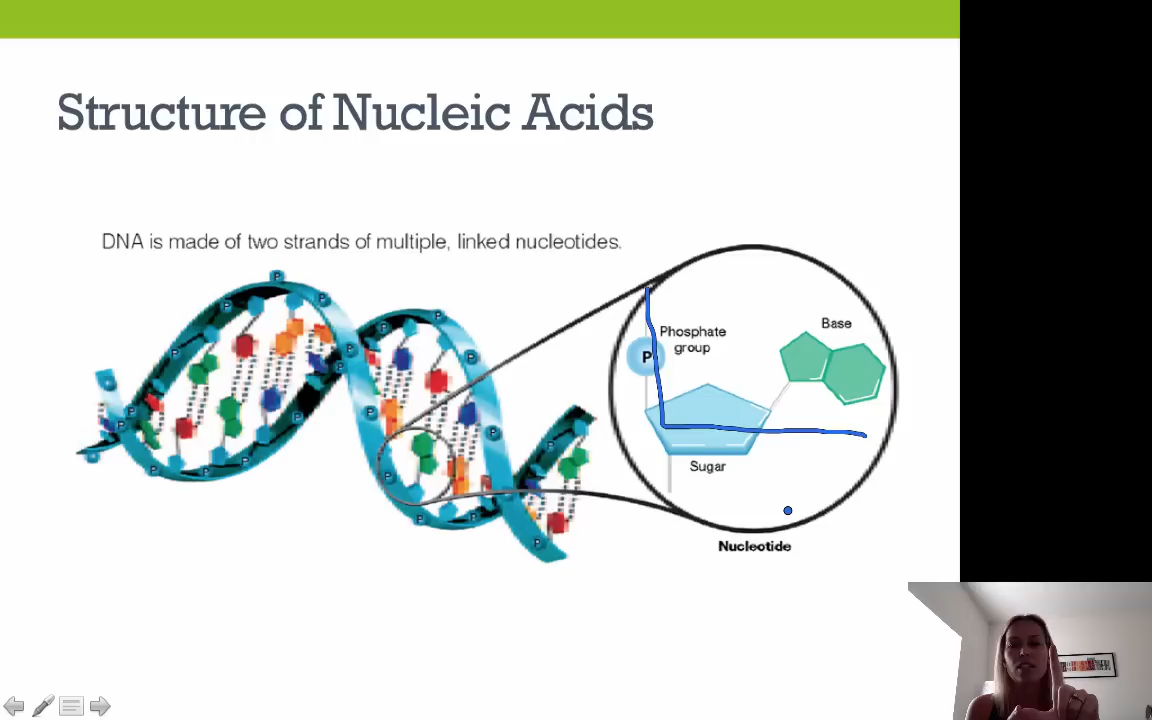 Structure of Nucleic Acids
DNA is made of two strands of multiple, linked nucleotides.
Base
Phosphate
group
P
Sugar
Nucleotide